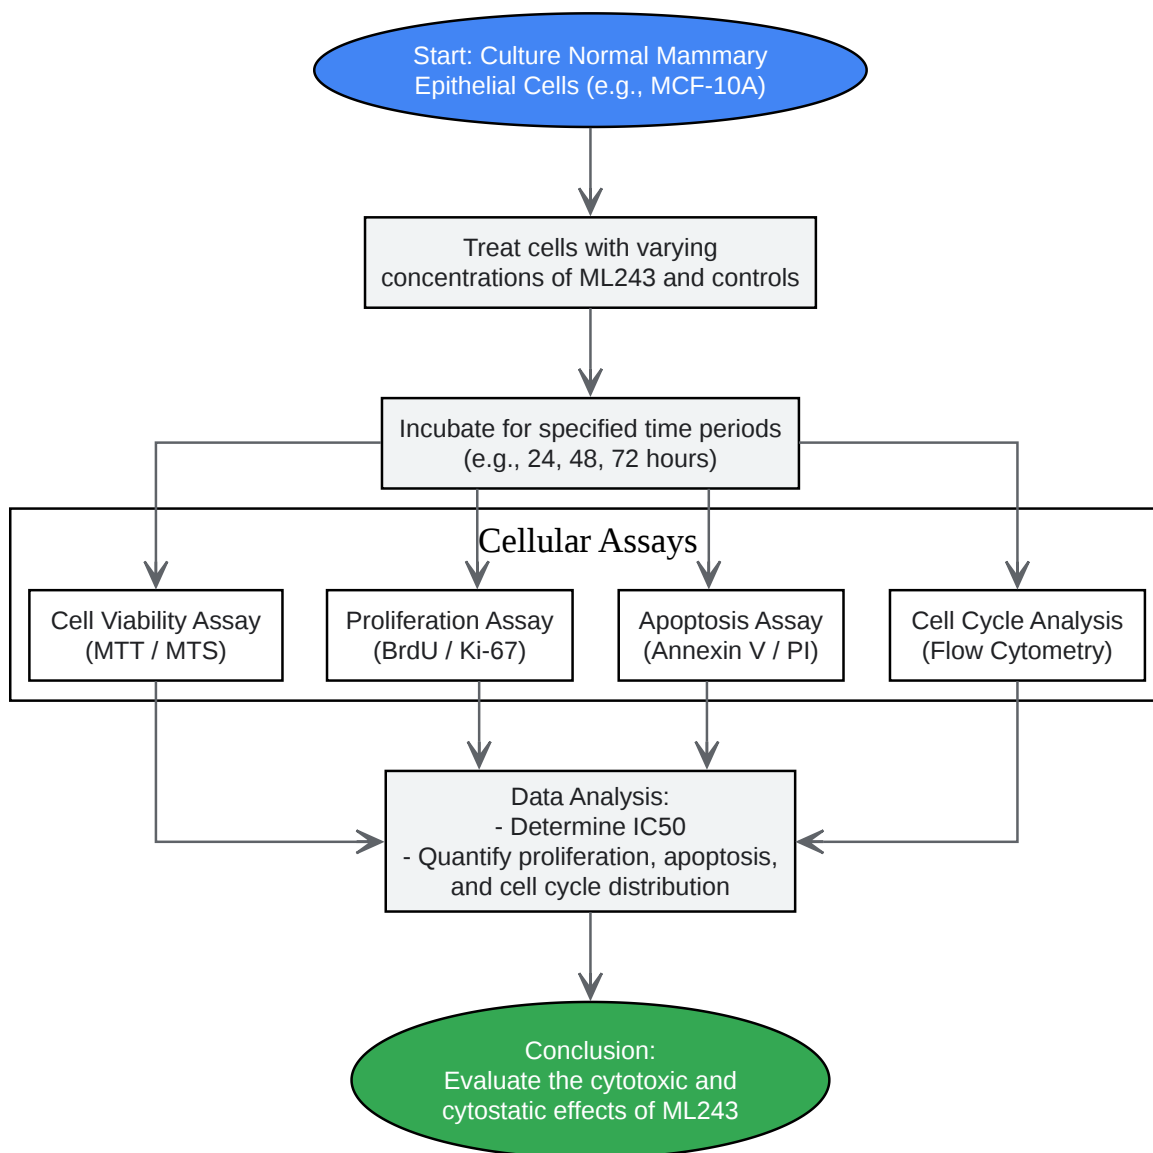 Start: Culture Normal Mammary
Epithelial Cells (e.g., MCF-10A)
Treat cells with varying
concentrations of ML243 and controls
Incubate for specified time periods
(e.g., 24, 48, 72 hours)
Cellular Assays
Cell Viability Assay
(MTT / MTS)
Proliferation Assay
(BrdU / Ki-67)
Apoptosis Assay
(Annexin V / PI)
Cell Cycle Analysis
(Flow Cytometry)
Data Analysis:
- Determine IC50
- Quantify proliferation, apoptosis,
and cell cycle distribution
Conclusion:
Evaluate the cytotoxic and
cytostatic effects of ML243